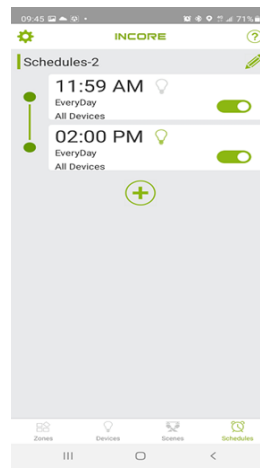 09:45
71%
INCORE
?
Schedules-2
11:59 AM
EveryDay
All Devices
02:00 PM
EveryDay
All Devices
Zones Devices Scenes Schedules